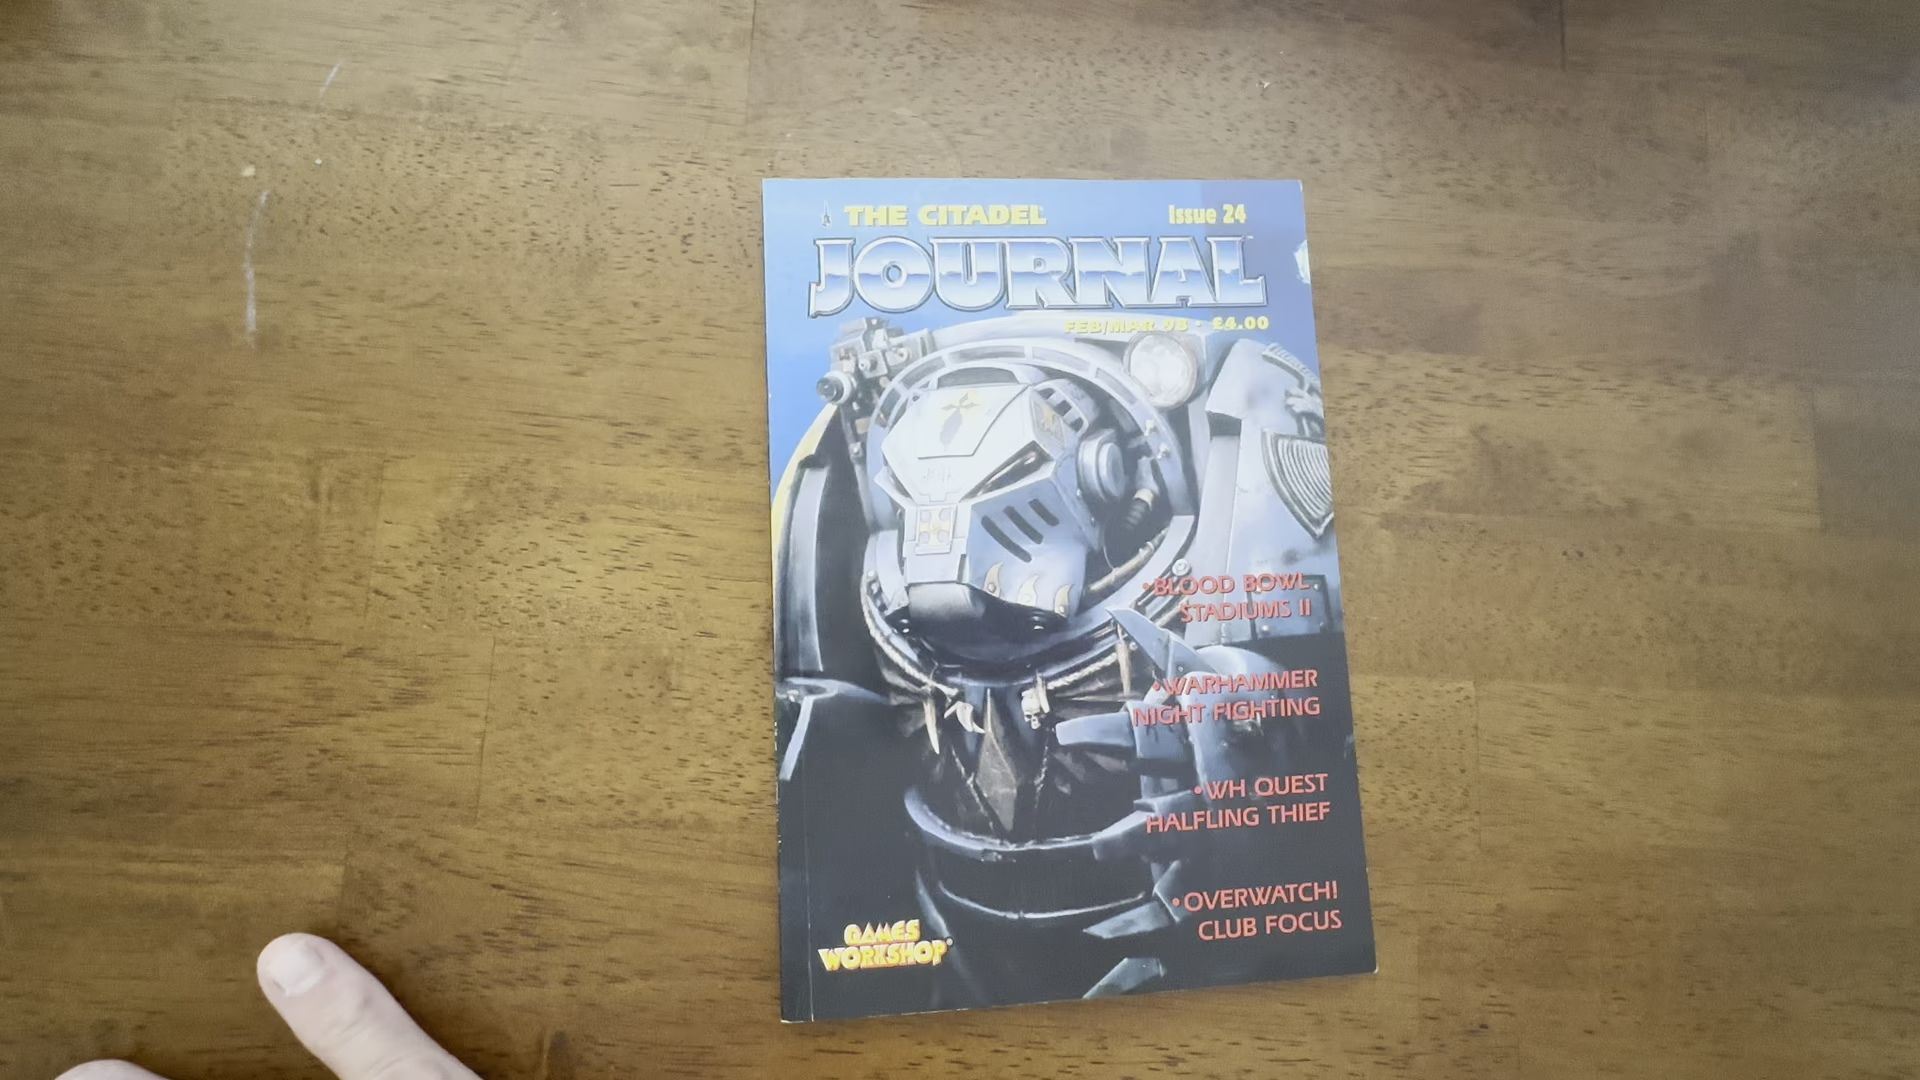 THE CITADEL
Issue 24
JOURNAL
FEB/MAR 98 • £4.00
•BLOOD BOWL
STADIUMS II
•WARHAMMER
NIGHT FIGHTING
•WH QUEST
HALFLING THIEF
•OVERWATCH!
CLUB FOCUS
GAMES
WORKSHOP®